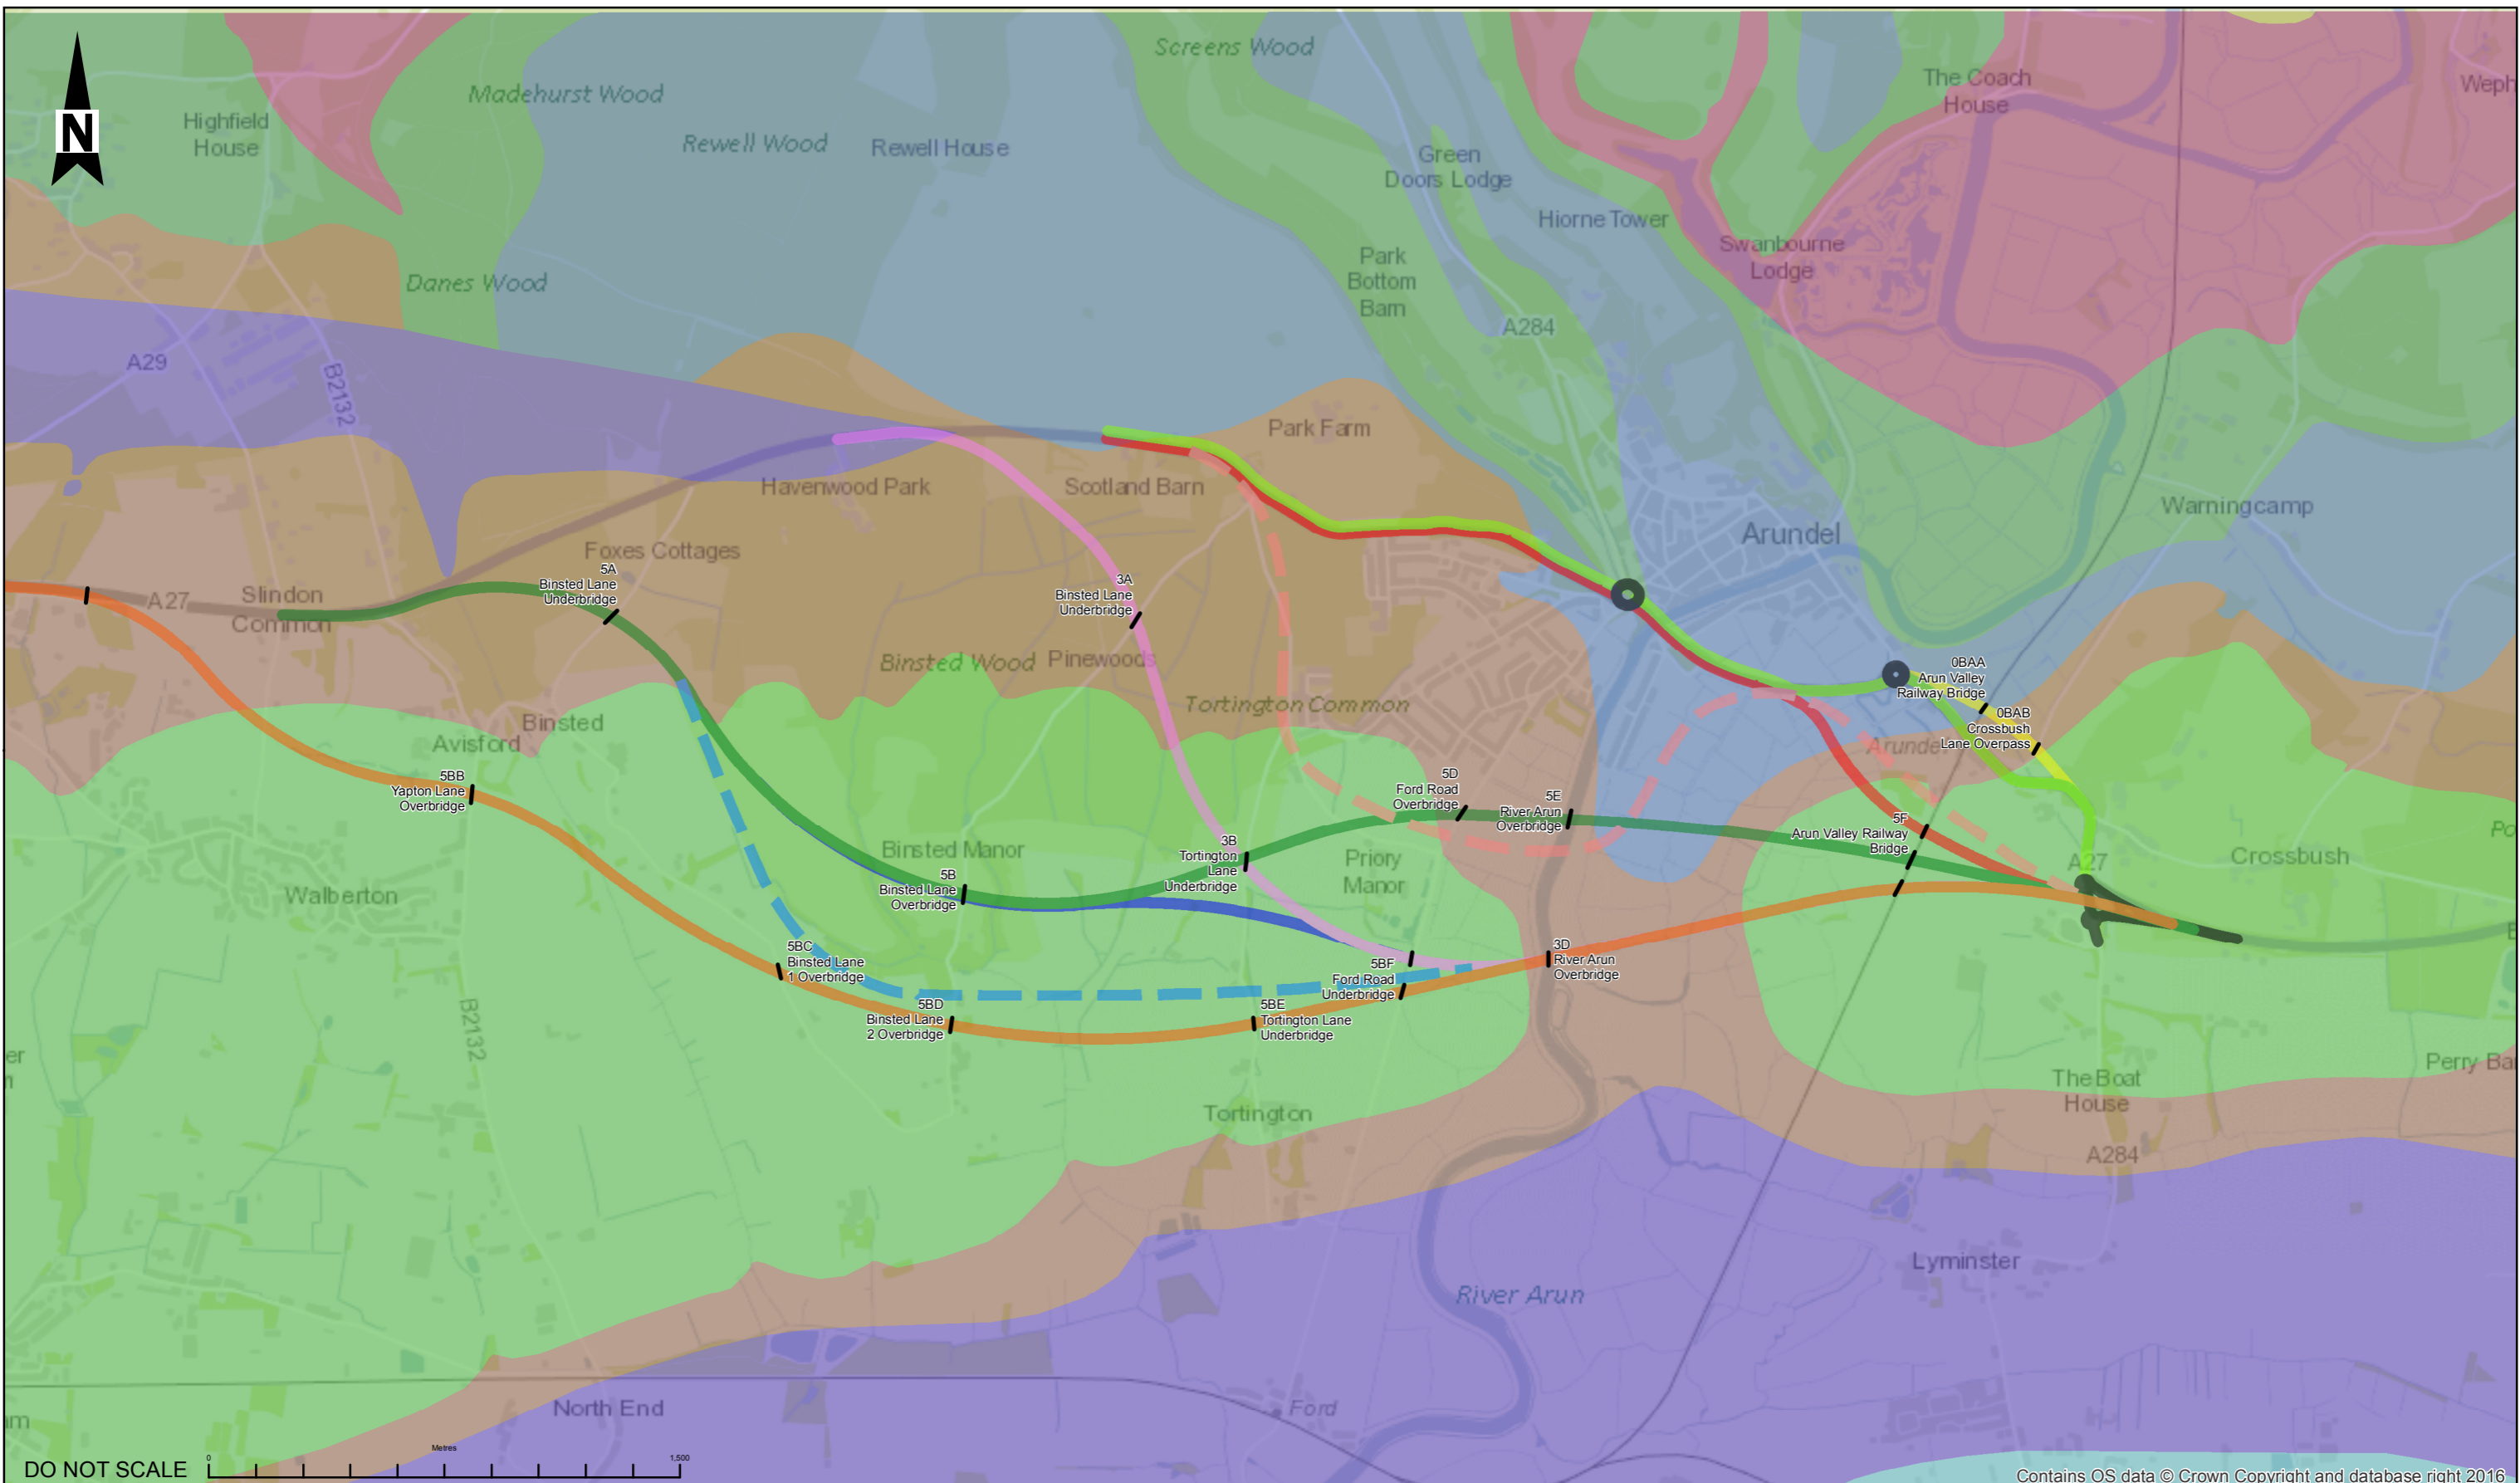 Screens Wood
The Coach
House
Weph
Madehurst Wood
Highfield
House
Rewell Wood
Rewell House
N
Green
Doors Lodge
Hiorne Tower
Swanbourne
Lodge
Park
Bottom
Barn
Danes Wood
A284
A29
B2132
Park Farm
Havenwood Park
Scotland Barn
Warningcamp
Arundel
Foxes Cottages
5A
Binsted Lane
Underbridge
3A
Binsted Lane
Underbridge
A27
Slindon
Common
Binsted Wood
Pinewoods
0BAA
Arun Valley
Railway Bridge
Tortington Common
0BAB
Crossbush
Lane Overpass
Binsted
Avisford
Arundel
5BB
Yapton Lane
Overbridge
5D
Ford Road
Overbridge
5E
River Arun
Overbridge
5F
Arun Valley Railway
Bridge
Binsted Manor
3B
Tortington
Lane
Underbridge
Priory
Manor
A27
Crossbush
Po
5B
Binsted Lane
Overbridge
Walberton
5BC
Binsted Lane
1 Overbridge
3D
River Arun
Overbridge
5BF
Ford Road
Underbridge
5BD
Binsted Lane
2 Overbridge
5BE
Tortington Lane
Underbridge
B2132
er
Perry Ba
The Boat
House
Tortington
A284
Lyminster
River Arun
North End
Ford
m
Metres
0
1,500
DO NOT SCALE
Contains OS data © Crown Copyright and database right 2016